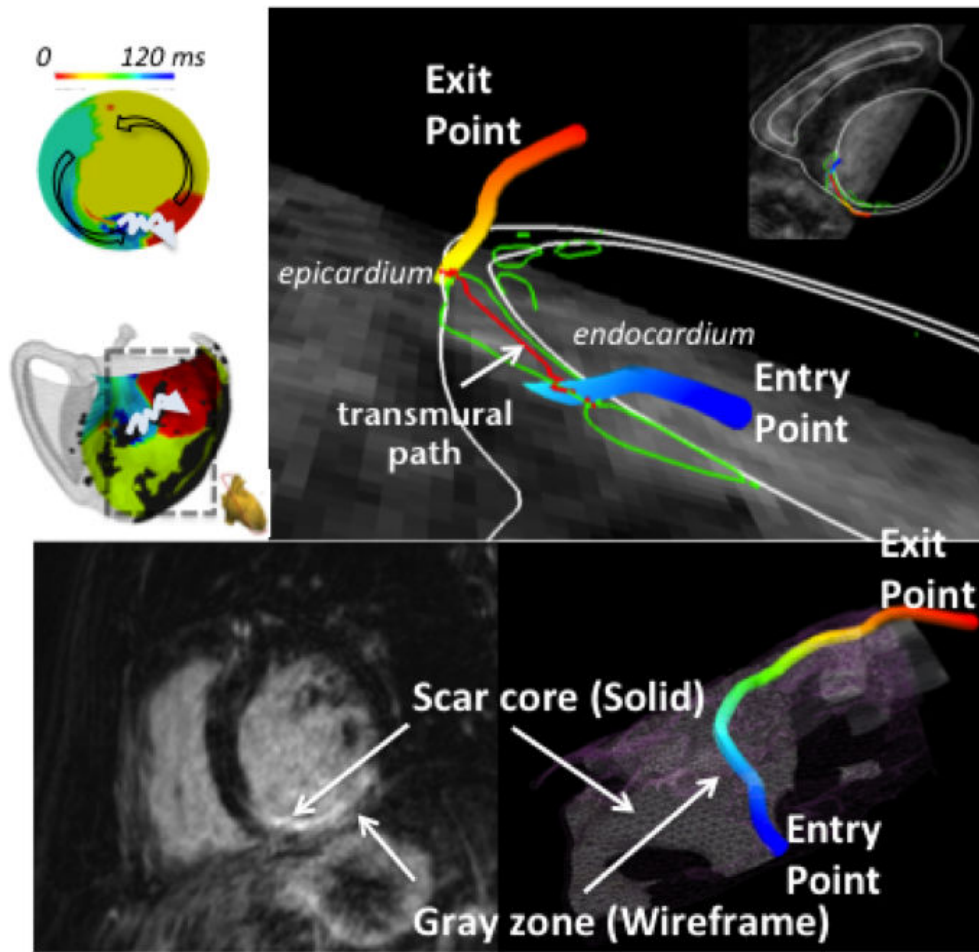 0 120 ms
Exit
Point
epicardium
endocardium
transmural
path
Entry
Point
Exit
Point
Scar core (Solid)
Entry
Point
Gray zone (Wireframe)